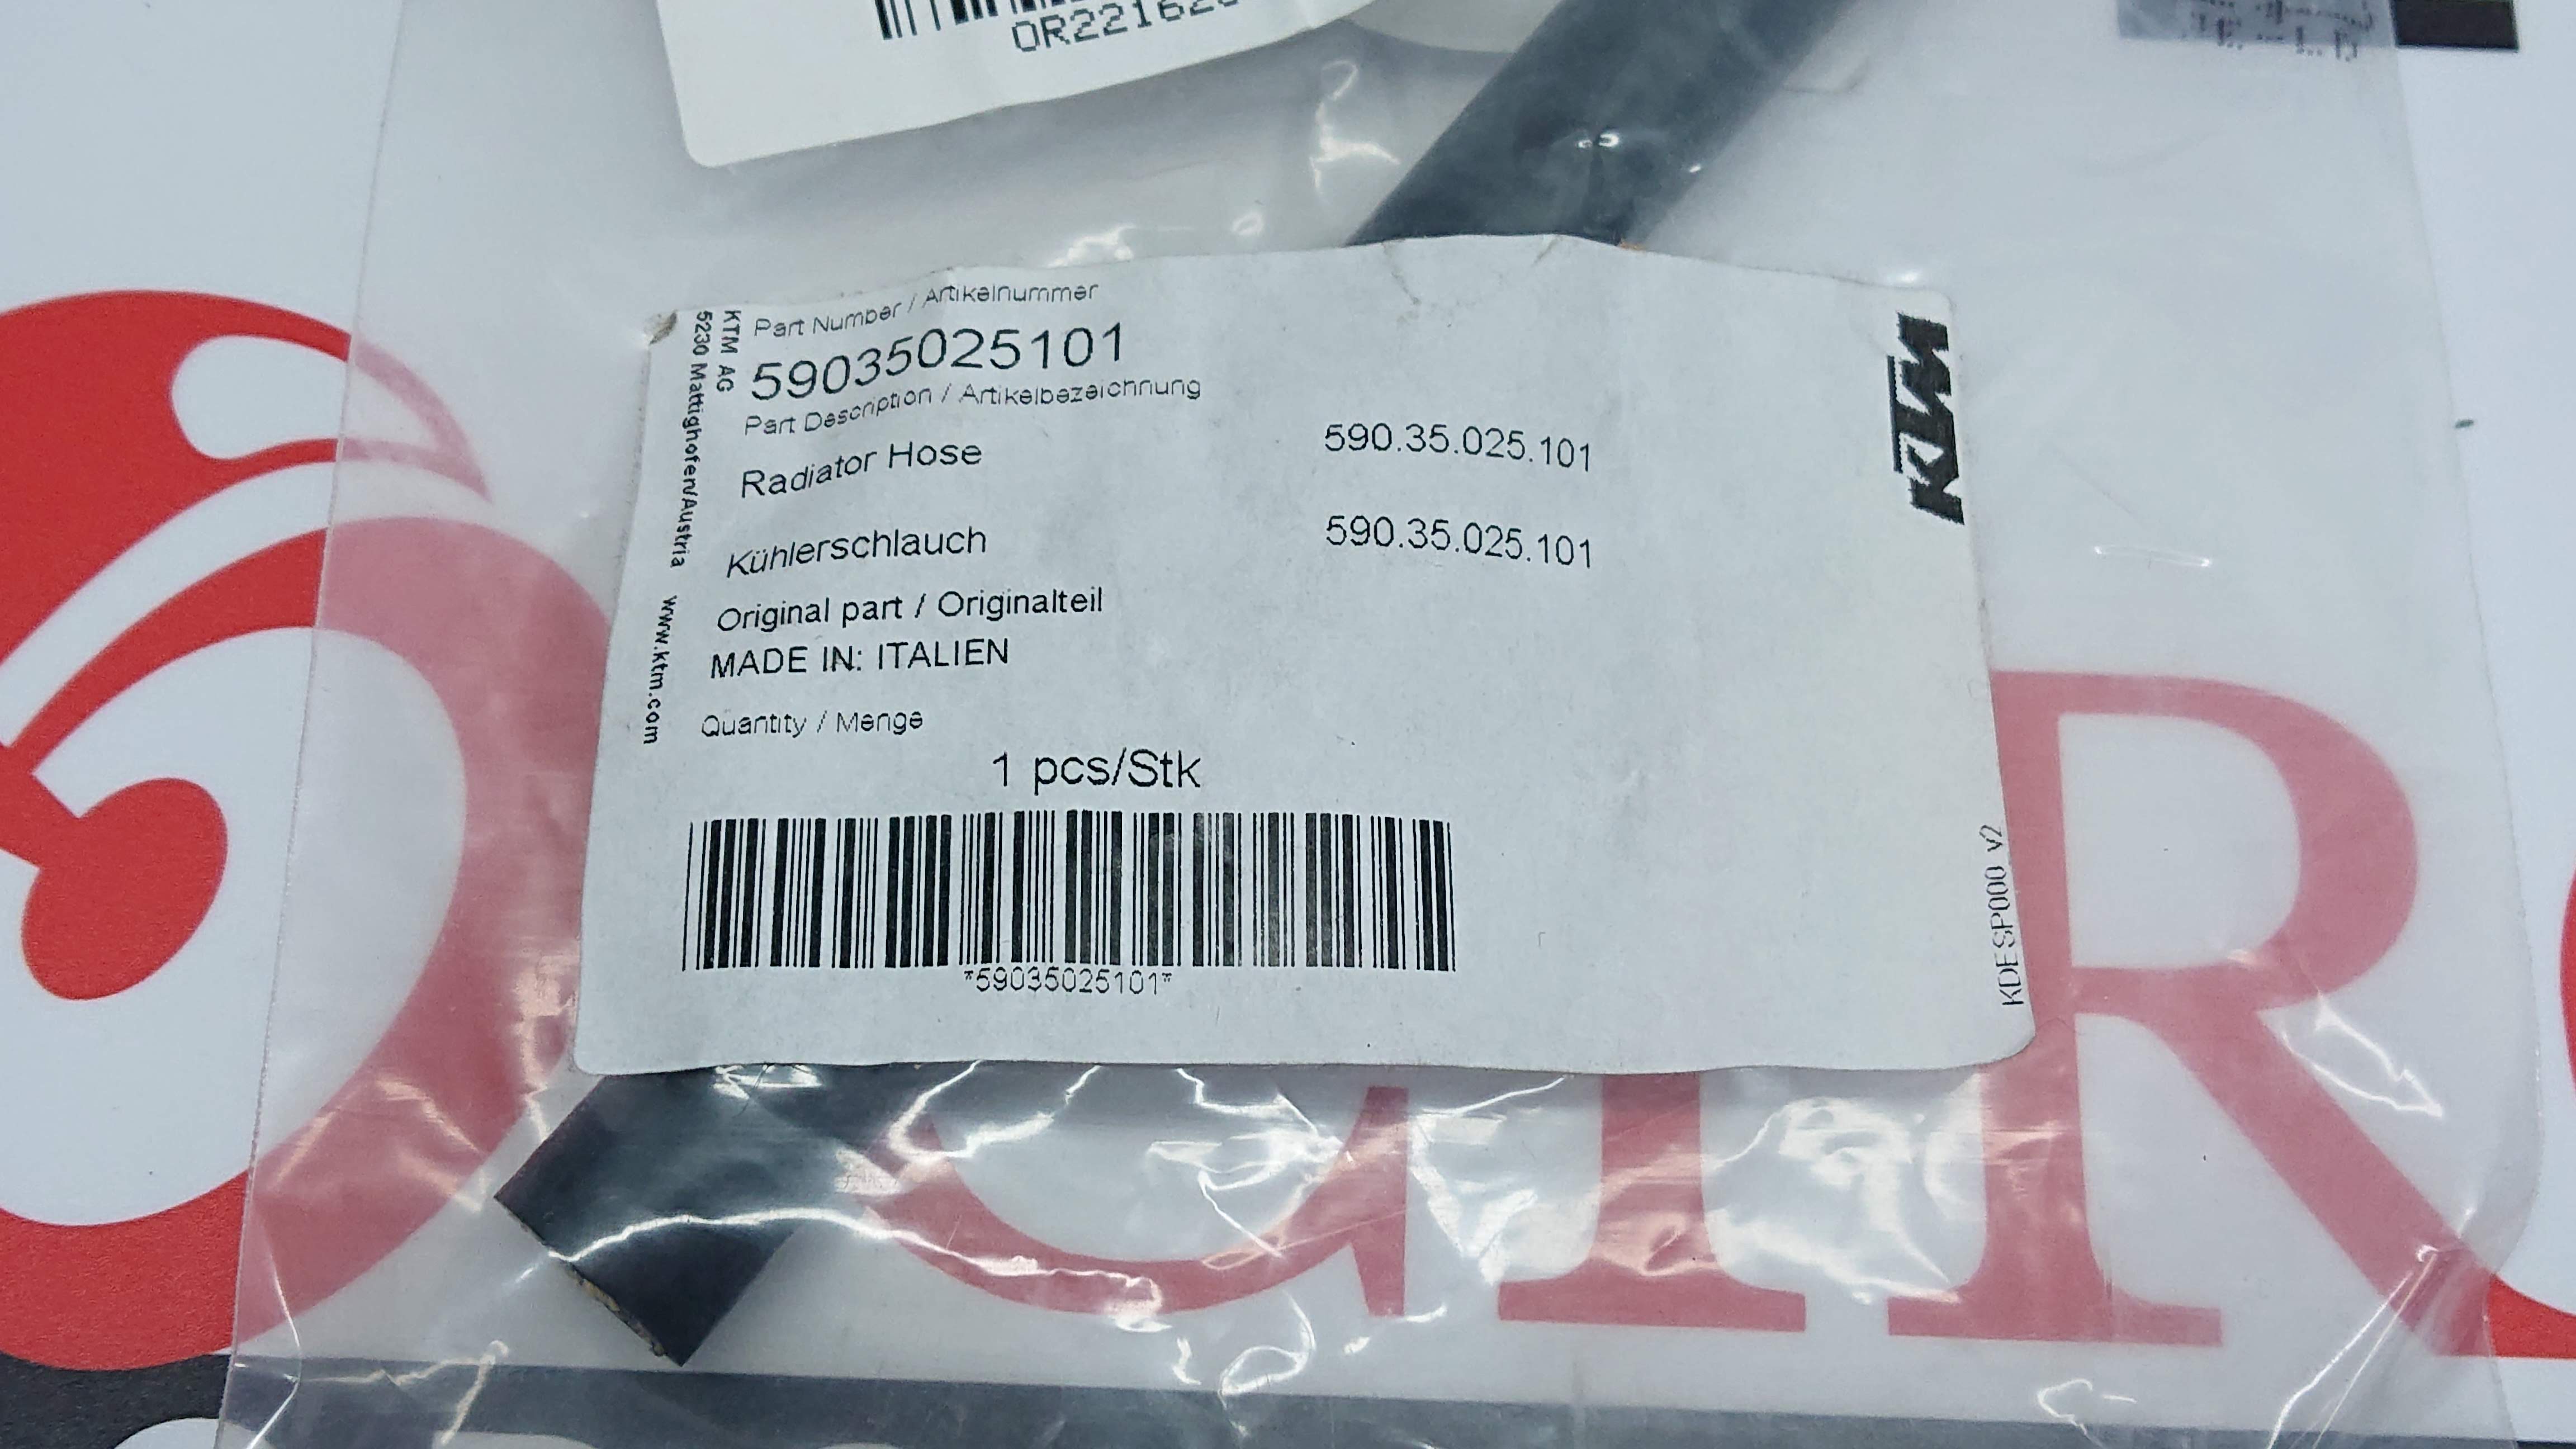 Part Number / Artikelnummer
59035025101
Part Description / Artikelbezeichnung
Radiator Hose 590.35.025.101
Kühlerschlauch 590.35.025.101
Original part / Originalteil
MADE IN: ITALIEN
Quantity / Menge
1 pcs/Stk
*59035025101*
KTM AG
5230 Mattighofen/Austria www.ktm.com
KTM
KDESP000 v2
R